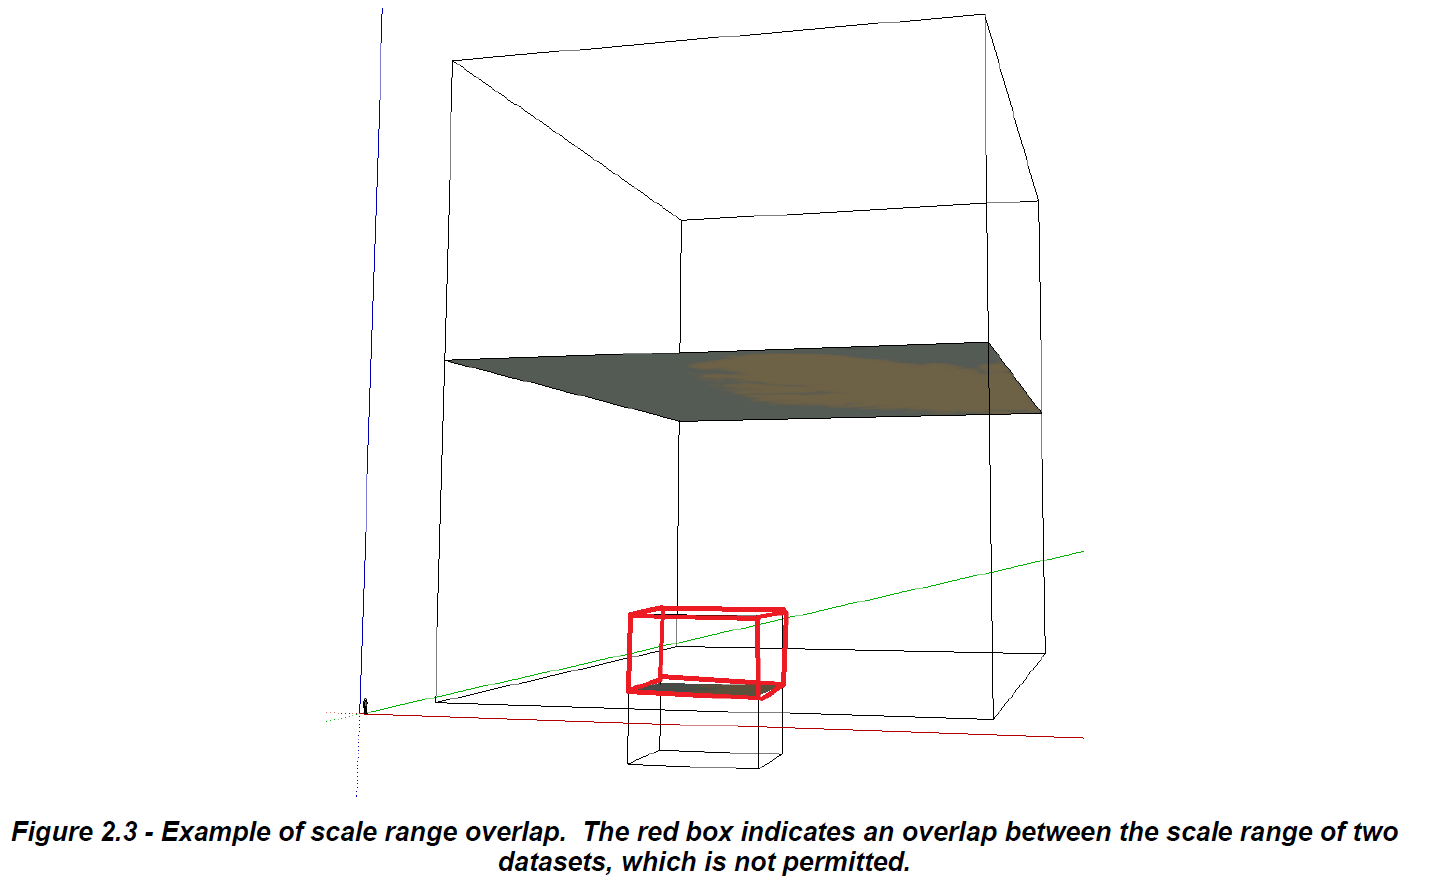 Figure 2.3 - Example of scale range overlap.  The red box indicates an overlap between the scale range of two
datasets, which is not permitted.